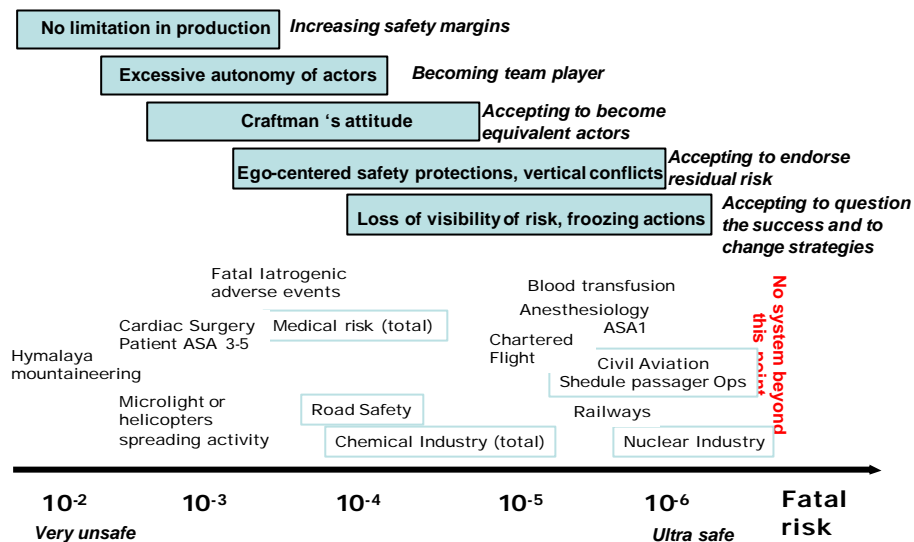 No limitation in production
Increasing safety margins
Excessive autonomy of actors
Becoming team player
Craftman ‘s attitude
Accepting to become
equivalent actors
Ego-centered safety protections, vertical conflicts
Accepting to endorse
residual risk
Loss of visibility of risk, froozing actions
Accepting to question
the success and to
change strategies
Fatal Iatrogenic
adverse events
Blood transfusion
Anesthesiology
ASA1
Cardiac Surgery
Patient ASA 3-5
Medical risk (total)
Chartered
Flight
Hymalaya
mountaineering
Civil Aviation
Shedule passager Ops
No system beyond
this point
Microlight or
helicopters
spreading activity
Road Safety
Railways
Chemical Industry (total)
Nuclear Industry
10-2
10-3
10-4
10-5
10-6
Fatal
risk
Very unsafe
Ultra safe